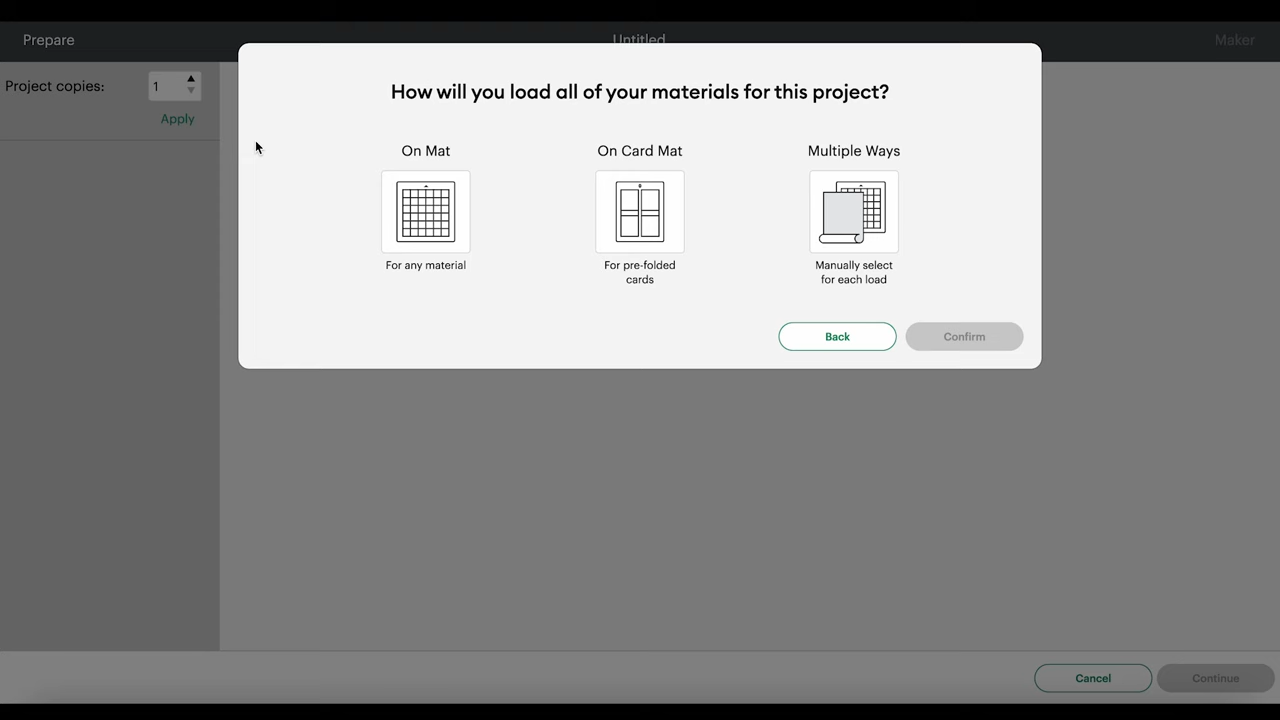 Prepare
Untitled
Maker
Project copies:
1
Apply
How will you load all of your materials for this project?
On Mat
For any material
On Card Mat
For pre-folded
cards
Multiple Ways
Manually select
for each load
Back
Confirm
Cancel
Continue